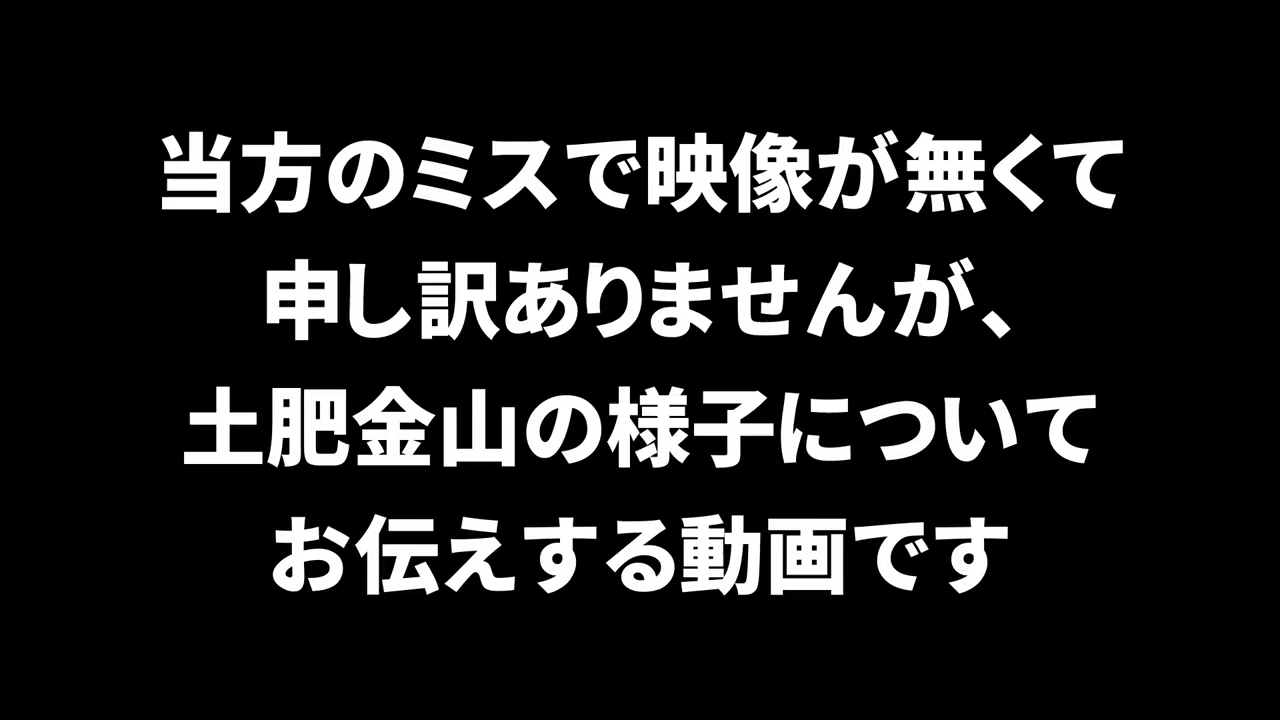 当方のミスで映像が無くて
申し訳ありませんが、
土肥金山の様子について
お伝えする動画です